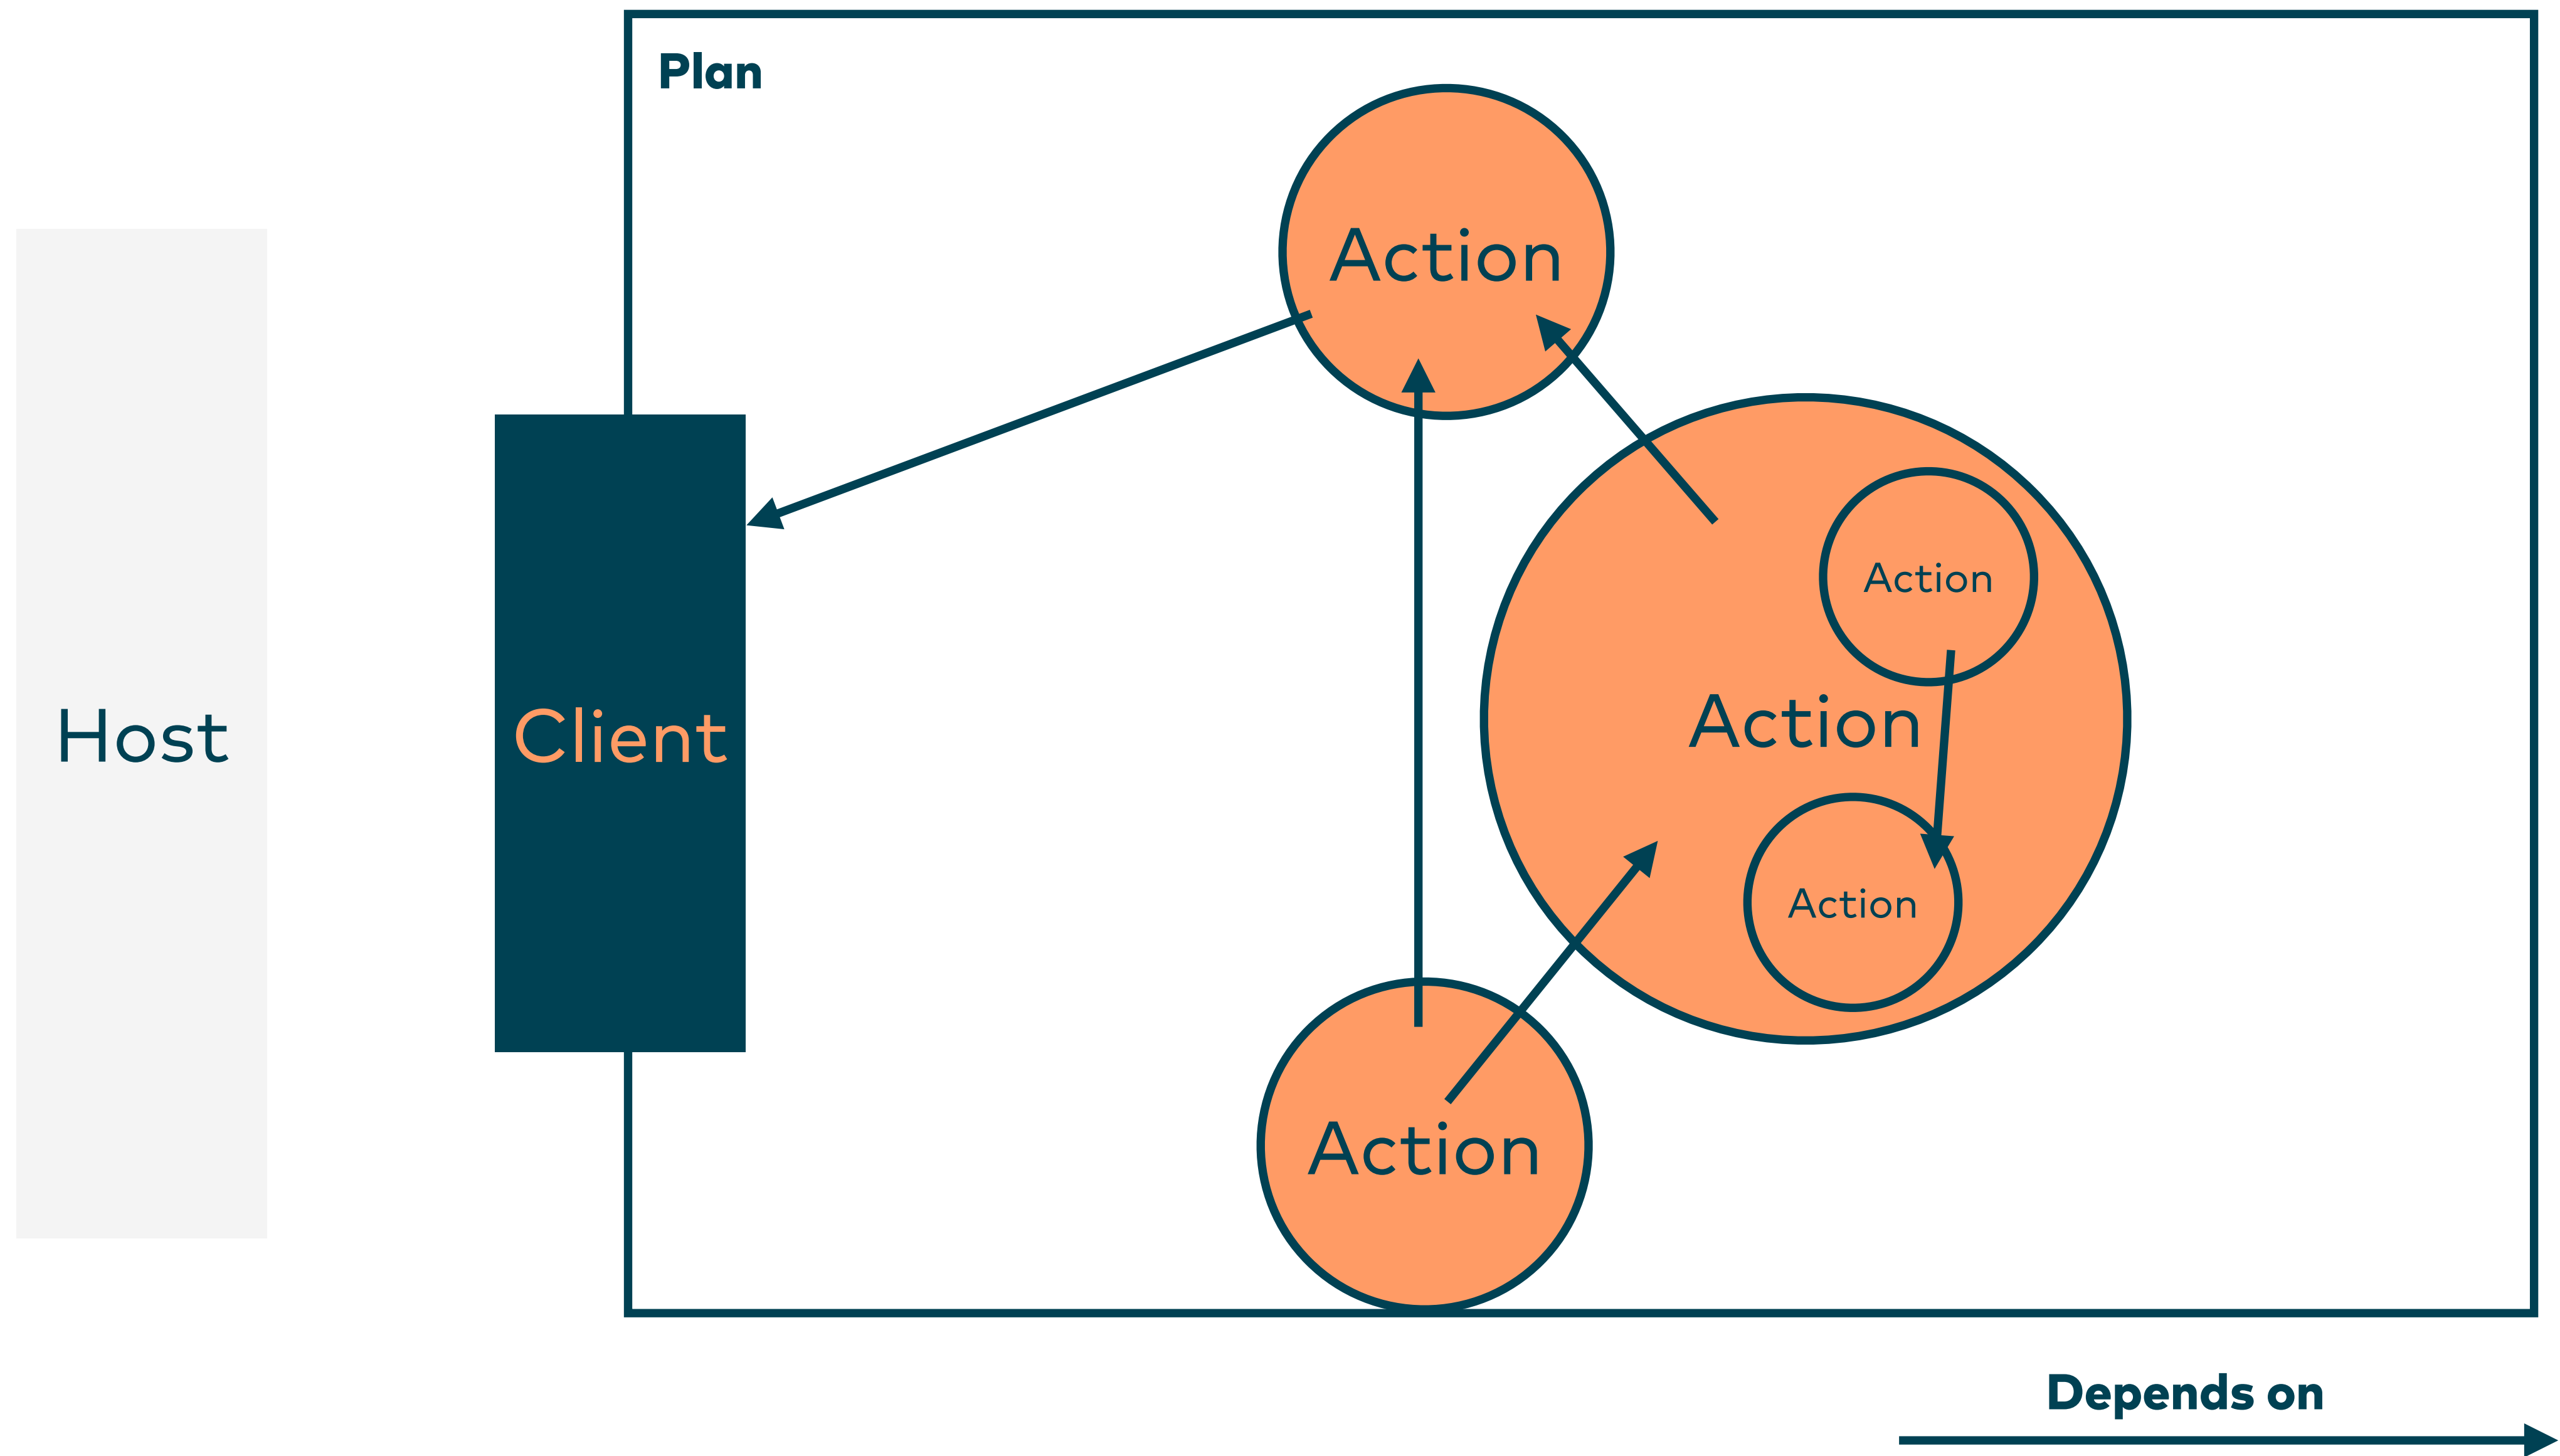 Plan
Action
Action
Host
Client
Action
Action
Action
Depends on